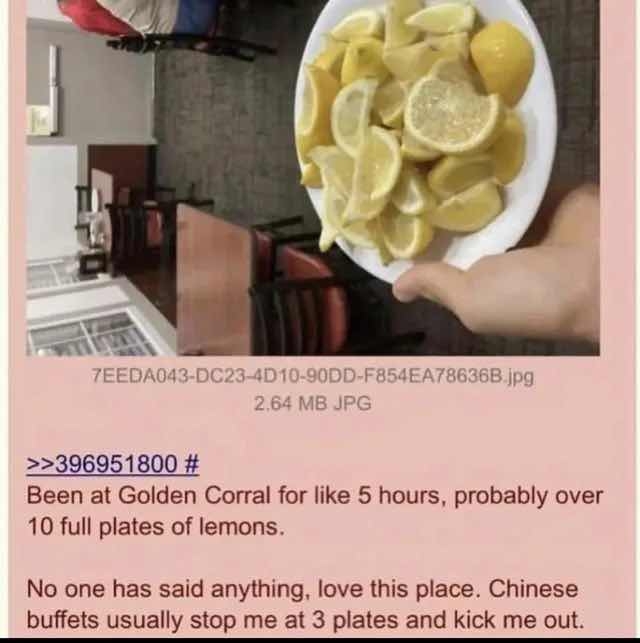 7EEDA043-DC23-4D10-90DD-F854EA78636B.jpg
2.64 MB JPG
>>396951800 #
Been at Golden Corral for like 5 hours, probably over
10 full plates of lemons.
No one has said anything, love this place. Chinese
buffets usually stop me at 3 plates and kick me out.